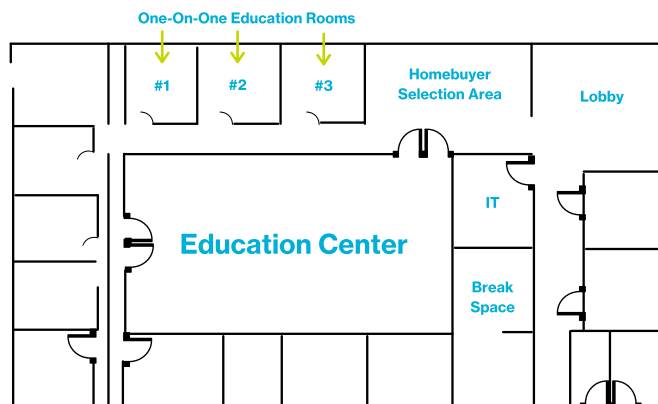 One-On-One Education Rooms
#1
#2
#3
Homebuyer
Selection Area
Lobby
IT
Education Center
Break
Space